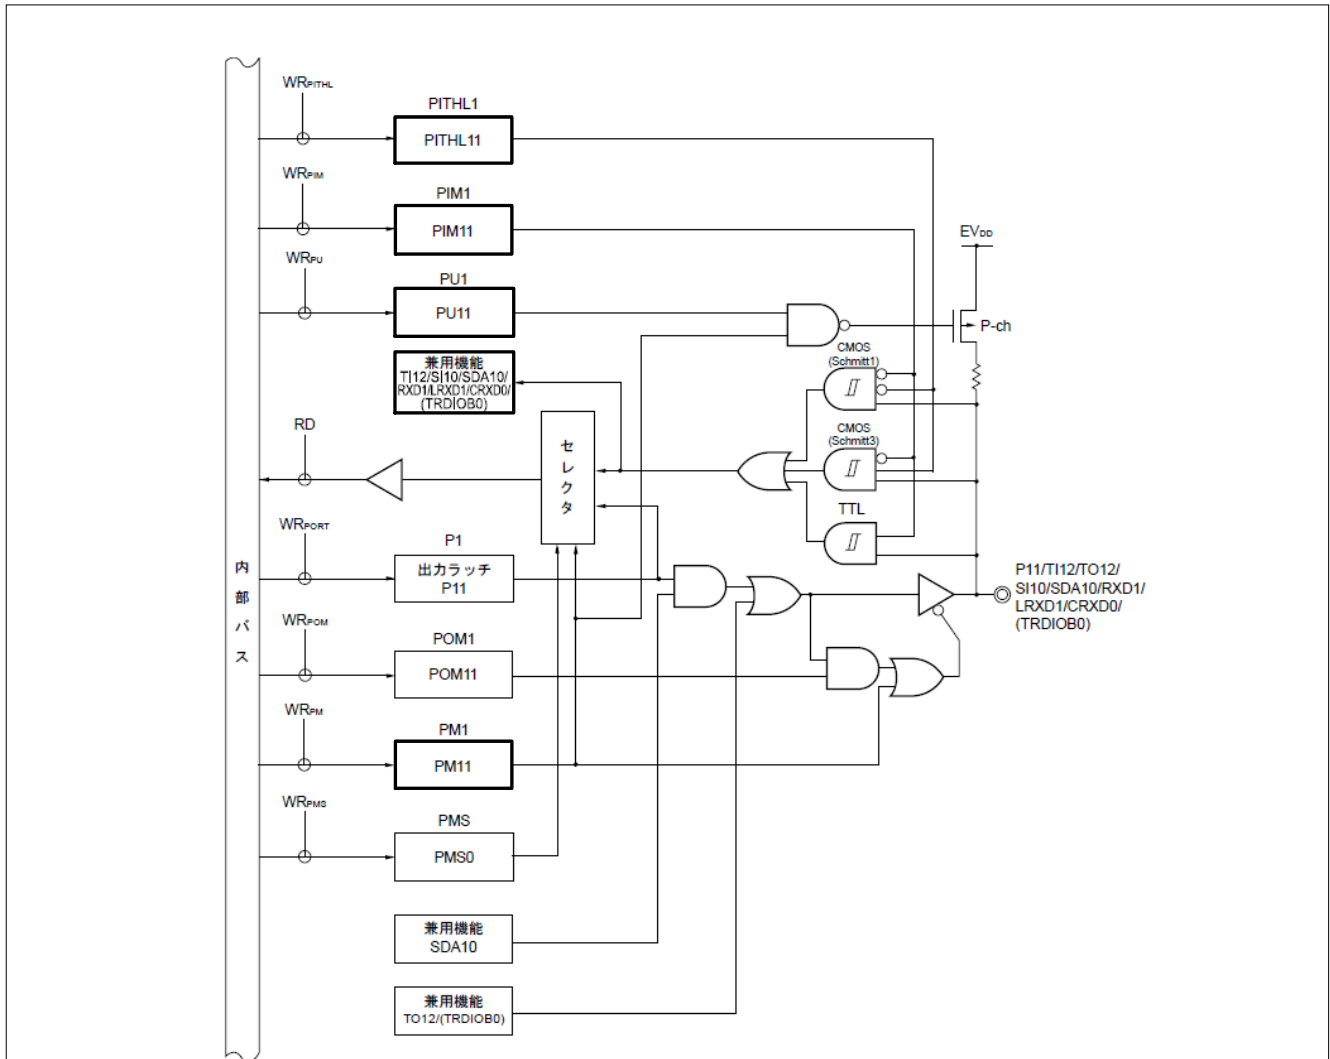 WRPITHL
PITHL1
PITHL11
WRPIM
PIM1
PIM11
WRPU
PU1
PU11
EVDD
P-ch
兼用機能
TI12/SI10/SDA10/
RXD1/LRXD1/CRXD0/
(TRDIOB0)
CMOS
(Schmitt1)
RD
セレクタ
CMOS
(Schmitt3)
TTL
WRPORT
P1
出力ラッチ
P11
内部バス
P11/TI12/TO12/
SI10/SDA10/RXD1/
LRXD1/CRXD0/
(TRDIOB0)
WRPOM
POM1
POM11
WRPM
PM1
PM11
WRPMS
PMS
PMS0
兼用機能
SDA10
兼用機能
TO12/(TRDIOB0)